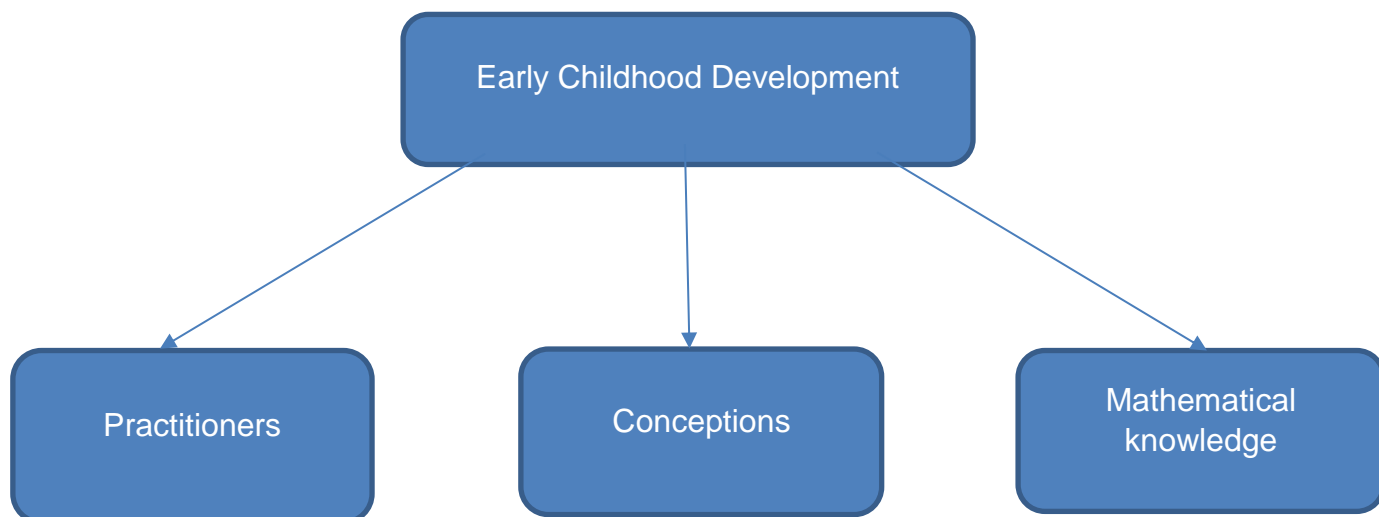 Early Childhood Development
Practitioners
Conceptions
Mathematical
knowledge